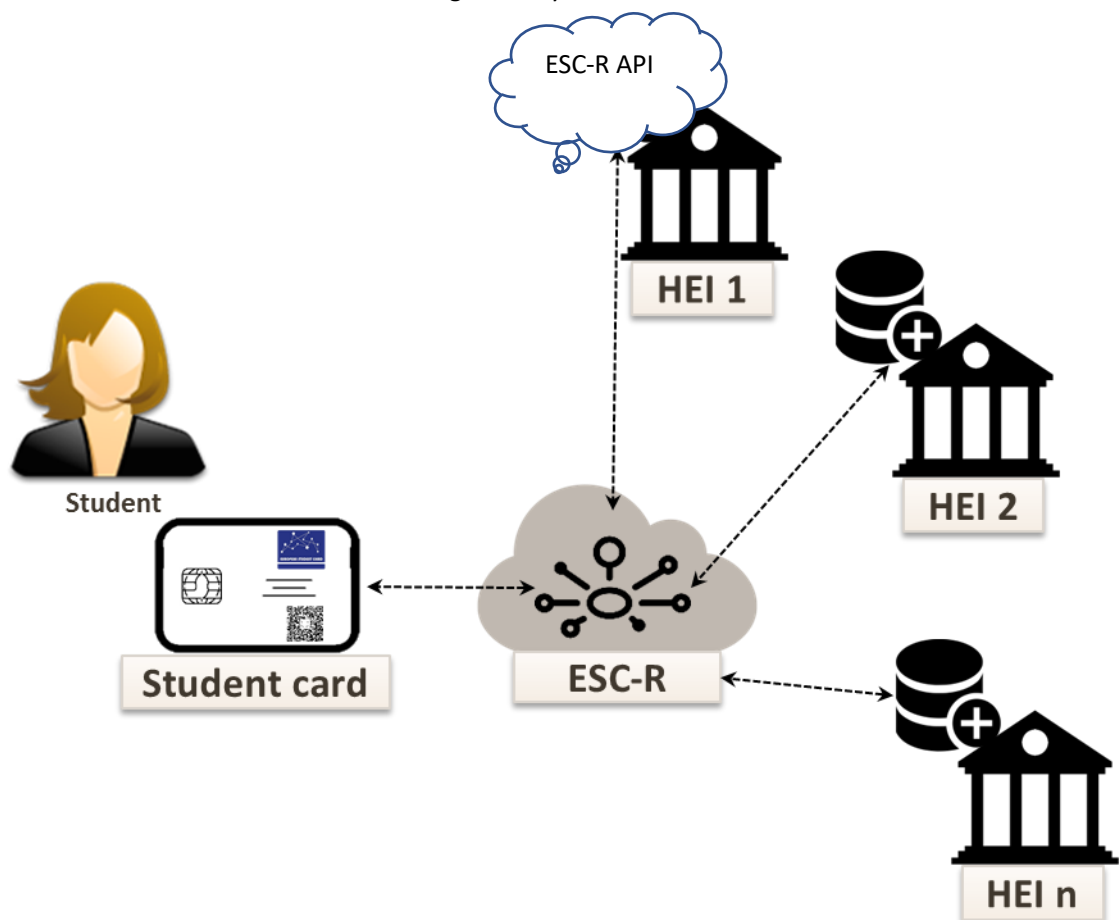 ESC-R API
HEI 1
HEI 2
Student
ESC-R
Student card
HEI n